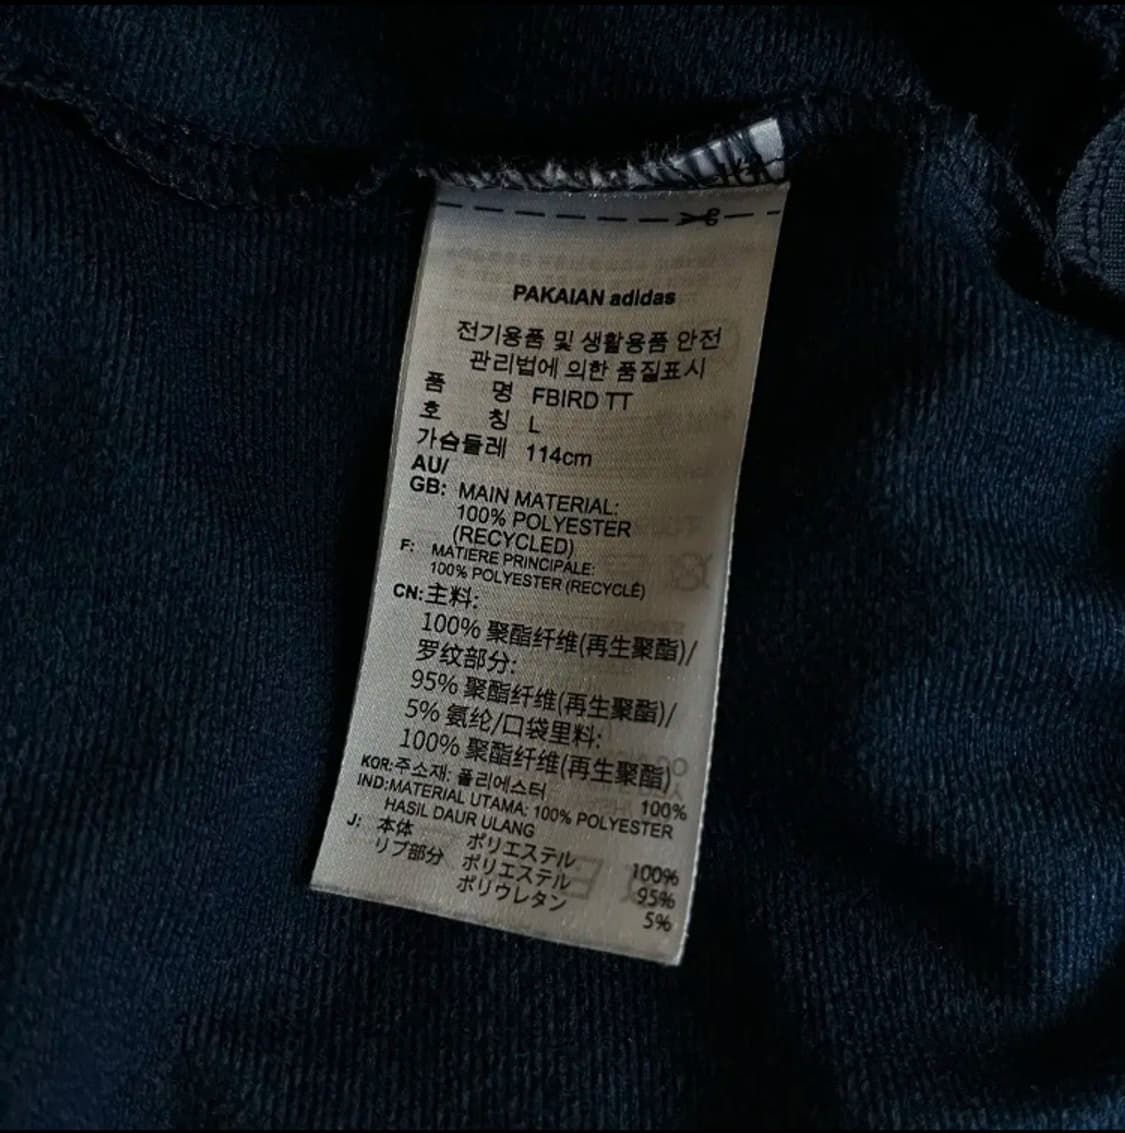 PAKAIAN adidas
전기용품 및 생활용품 안전
관리법에 의한 품질표시
품 명 FBIRD TT
호 칭 L
가슴둘레 114cm
AU/
GB: MAIN MATERIAL:
100% POLYESTER
(RECYCLED)
F: MATIERE PRINCIPALE:
100% POLYESTER (RECYCLÉ)
CN:主料:
100% 聚酯纤维(再生聚酯)/
罗纹部分:
95% 聚酯纤维(再生聚酯)/
5% 氨纶/口袋里料:
100% 聚酯纤维(再生聚酯)
KOR:주소재: 폴리에스터 100%
IND:MATERIAL UTAMA: 100% POLYESTER
HASIL DAUR ULANG
J: 本体 ポリエステル 100%
リブ部分 ポリエステル 95%
ポリウレタン 5%